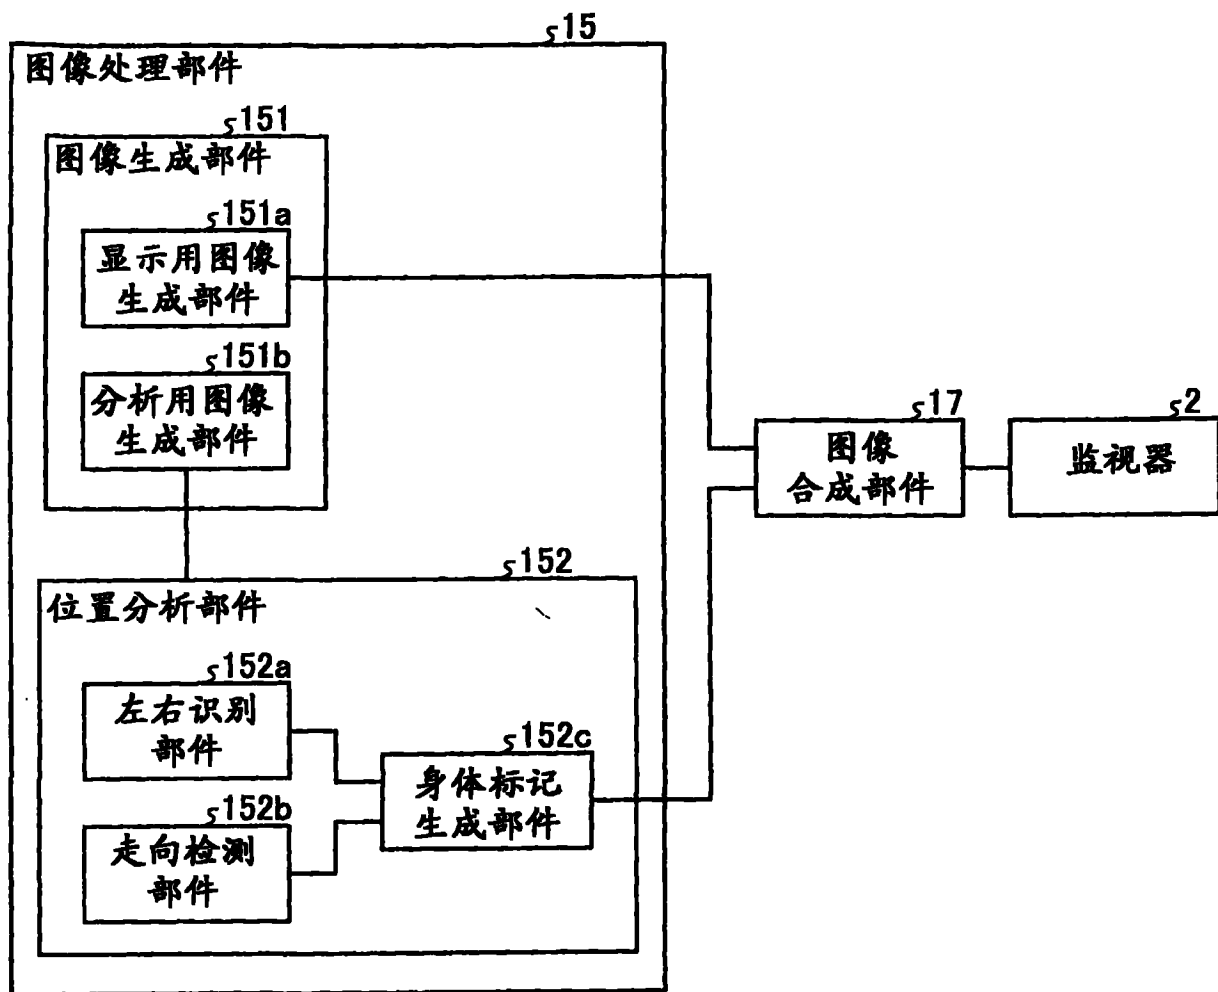 15
图像处理部件
151
图像生成部件
151a
显示用图像
生成部件
151b
分析用图像
生成部件
17
图像
合成部件
2
监视器
152
位置分析部件
152a
左右识别
部件
152c
身体标记
生成部件
152b
走向检测
部件